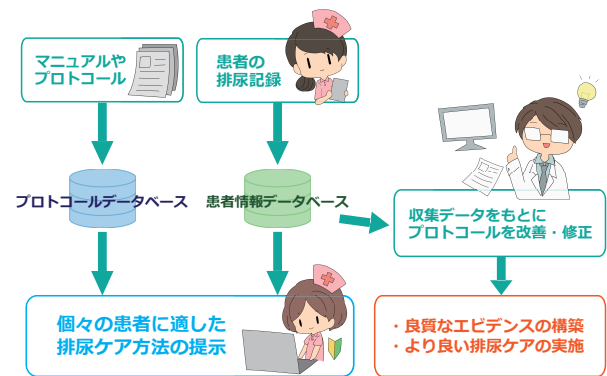 マニュアルや
プロトコール
患者の
排尿記録
プロトコールデータベース
患者情報データベース
収集データをもとに
プロトコールを改善・修正
個々の患者に適した
排尿ケア方法の提示
・良質なエビデンスの構築
・より良い排尿ケアの実施